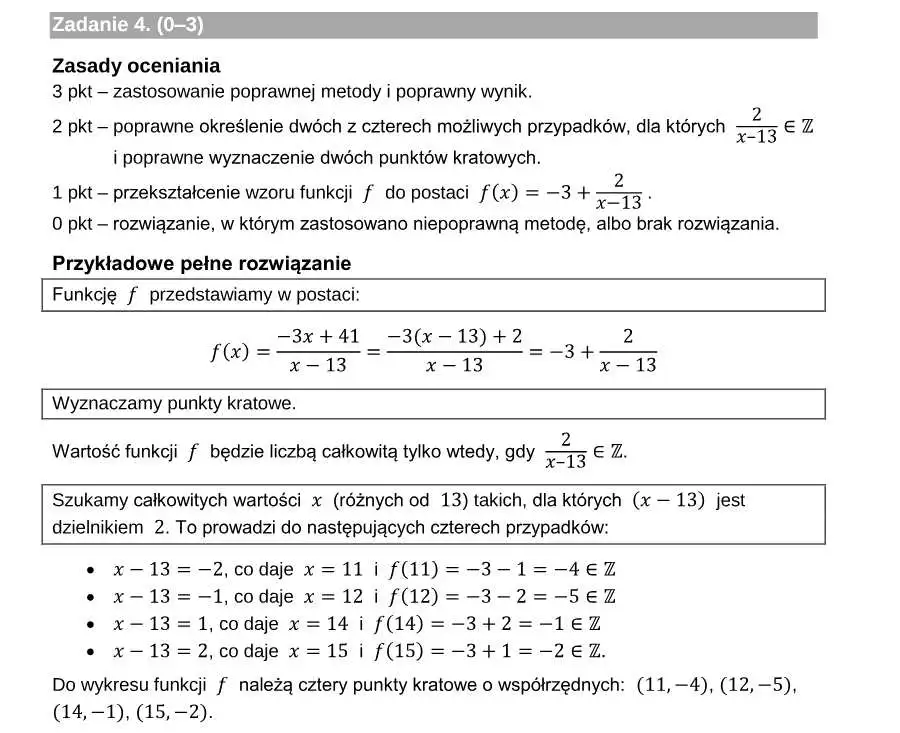 Zadanie 4. (0–3)
Zasady oceniania
3 pkt – zastosowanie poprawnej metody i poprawny wynik.
2 pkt – poprawne określenie dwóch z czterech możliwych przypadków, dla których 2/(x–13) ∈ ℤ
i poprawne wyznaczenie dwóch punktów kratowych.
1 pkt – przekształcenie wzoru funkcji f do postaci f(x) = −3 + 2/(x−13) .
0 pkt – rozwiązanie, w którym zastosowano niepoprawną metodę, albo brak rozwiązania.
Przykładowe pełne rozwiązanie
Funkcję f przedstawiamy w postaci:
f(x) = (−3x + 41)/(x − 13) = (−3(x − 13) + 2)/(x − 13) = −3 + 2/(x − 13)
Wyznaczamy punkty kratowe.
Wartość funkcji f będzie liczbą całkowitą tylko wtedy, gdy 2/(x–13) ∈ ℤ.
Szukamy całkowitych wartości x (różnych od 13) takich, dla których (x − 13) jest
dzielnikiem 2. To prowadzi do następujących czterech przypadków:
• x − 13 = −2, co daje x = 11 i f(11) = −3 − 1 = −4 ∈ ℤ
• x − 13 = −1, co daje x = 12 i f(12) = −3 − 2 = −5 ∈ ℤ
• x − 13 = 1, co daje x = 14 i f(14) = −3 + 2 = −1 ∈ ℤ
• x − 13 = 2, co daje x = 15 i f(15) = −3 + 1 = −2 ∈ ℤ.
Do wykresu funkcji f należą cztery punkty kratowe o współrzędnych: (11, −4), (12, −5),
(14, −1), (15, −2).